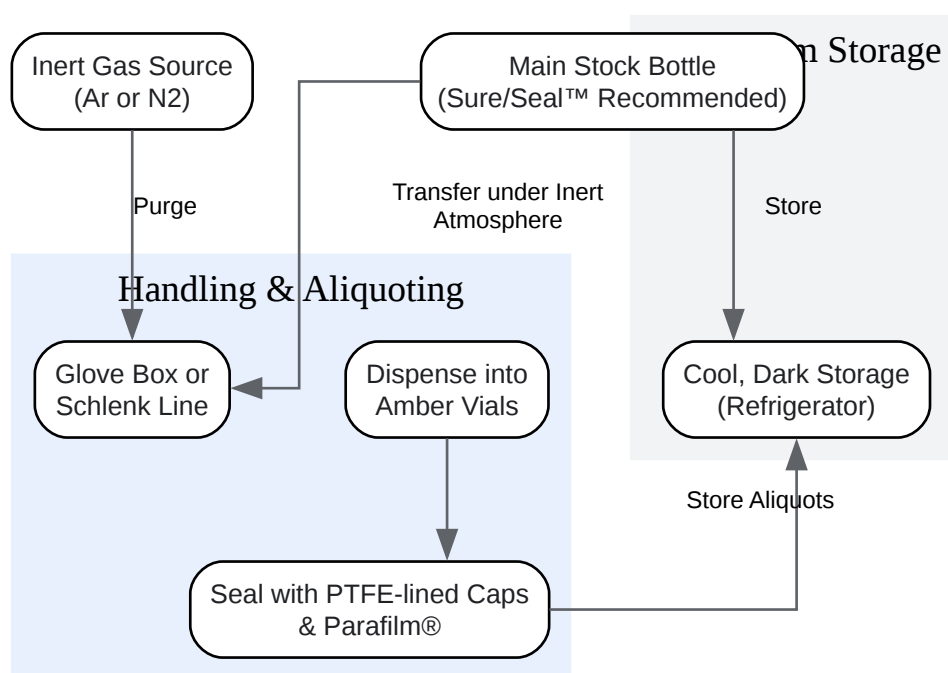 Inert Gas Source
(Ar or N2)
Main Stock Bottle
(Sure/Seal™ Recommended)
Storage
Purge
Transfer under Inert
Atmosphere
Store
Handling & Aliquoting
Glove Box or
Schlenk Line
Dispense into
Amber Vials
Cool, Dark Storage
(Refrigerator)
Store Aliquots
Seal with PTFE-lined Caps
& Parafilm®